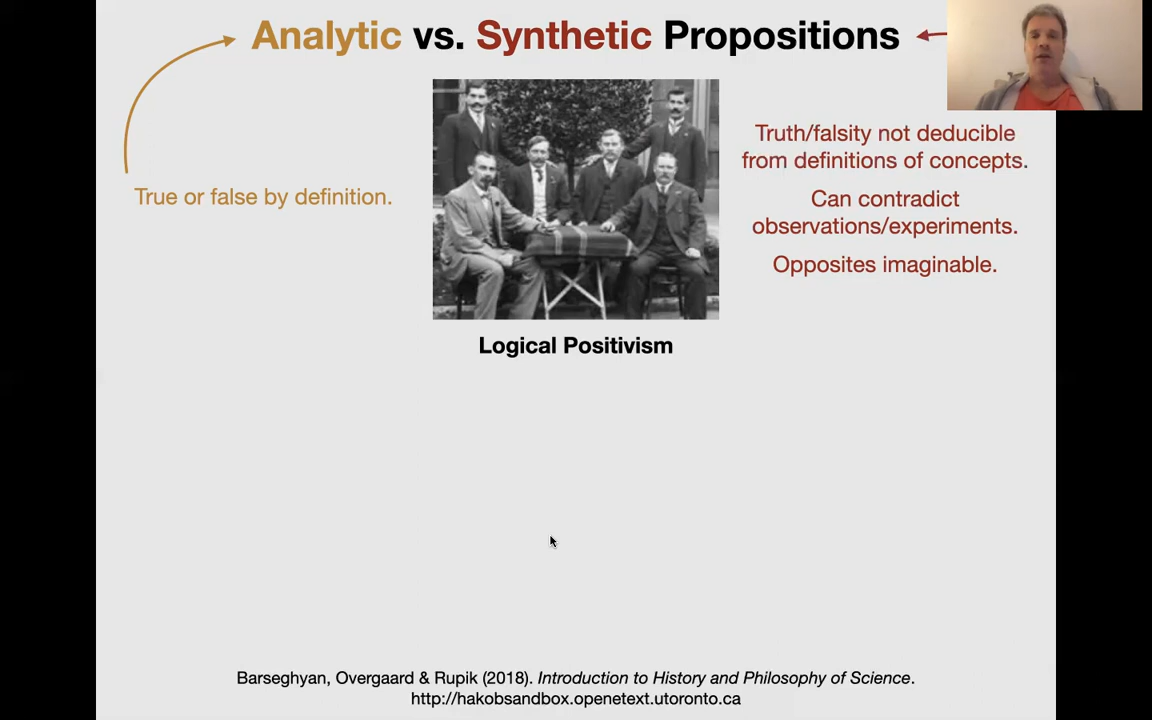 Analytic vs. Synthetic Propositions
True or false by definition.
Truth/falsity not deducible
from definitions of concepts.
Can contradict
observations/experiments.
Opposites imaginable.
Logical Positivism
Barseghyan, Overgaard & Rupik (2018). Introduction to History and Philosophy of Science.
http://hakobsandbox.openetext.utoronto.ca